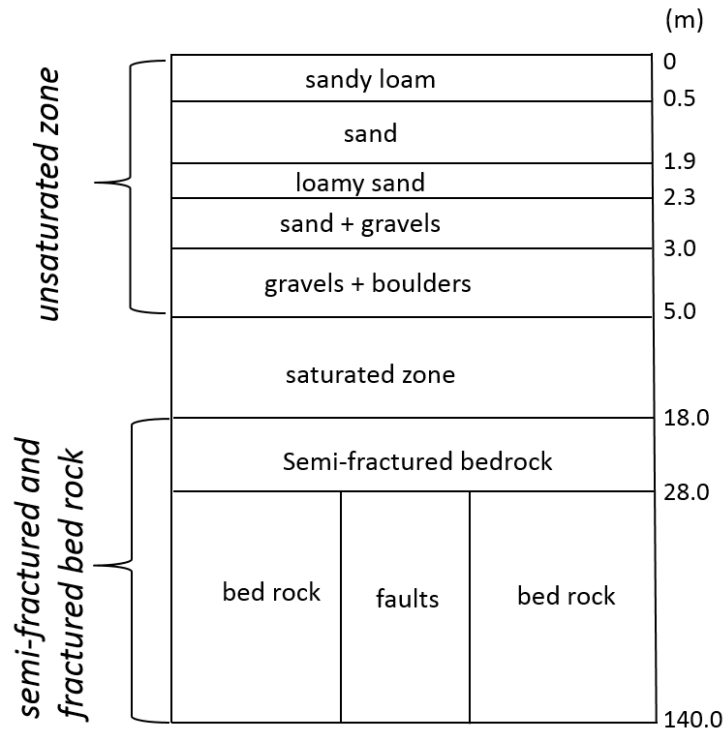 (m)
0
sandy loam
0.5
sand
1.9
loamy sand
2.3
sand + gravels
3.0
gravels + boulders
5.0
unsaturated zone
saturated zone
18.0
Semi-fractured bedrock
28.0
bed rock
faults
bed rock
140.0
semi-fractured and
fractured bed rock